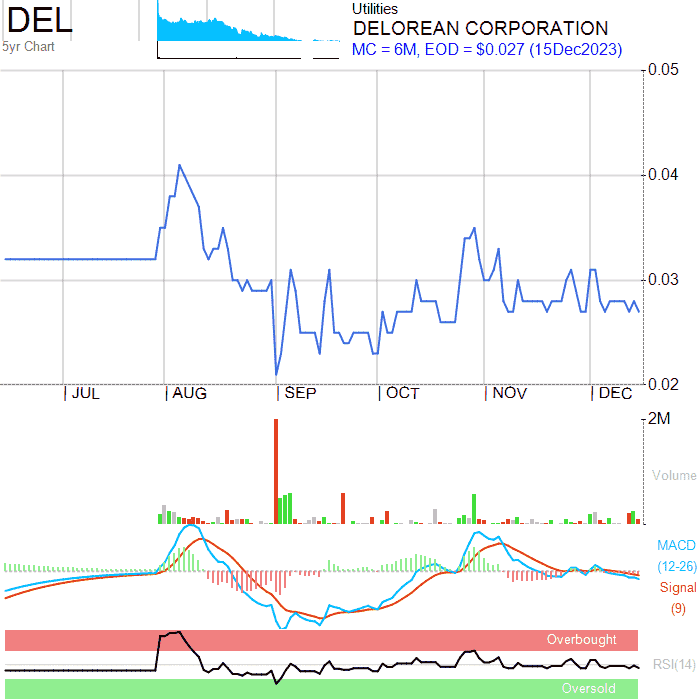 DEL
5yr Chart
Utilities
DELOREAN CORPORATION
MC = 6M, EOD = $0.027 (15Dec2023)
0.05
0.04
0.03
0.02
JUL
AUG
SEP
OCT
NOV
DEC
2M
Volume
MACD
(12-26)
Signal
(9)
Overbought
RSI(14)
Oversold